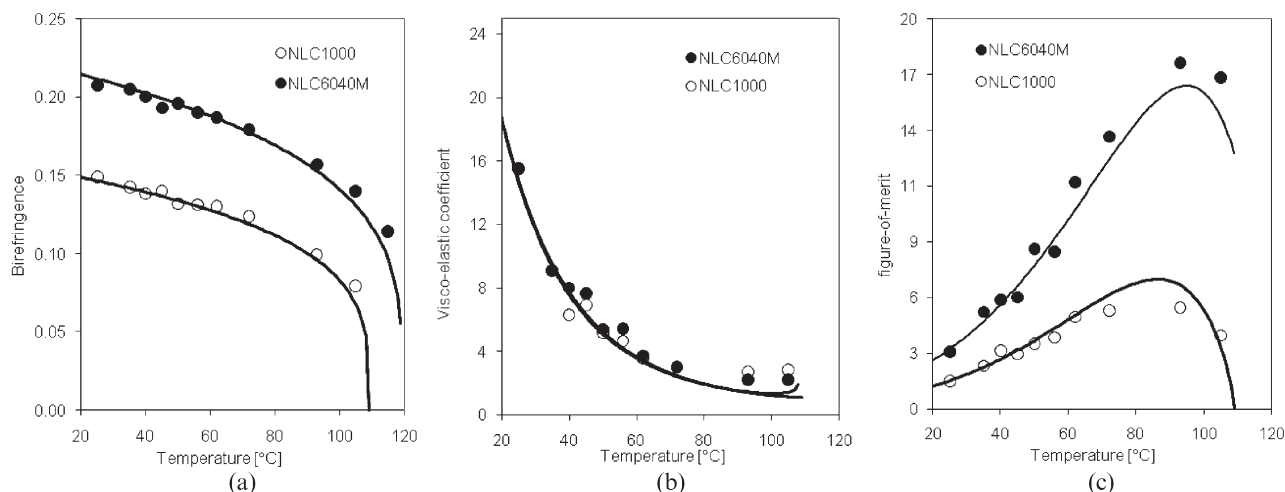 0.25
0.20
0.15
0.10
0.05
0.00
Birefringence
NLC1000
NLC6040M
20 40 60 80 100 120
Temperature [°C]
(a)
24
20
16
12
8
4
0
Visco-elastic coefficient
NLC6040M
NLC1000
20 40 60 80 100 120
Temperature [°C]
(b)
20
17
14
11
9
6
3
0
figure-of-merit
NLC6040M
NLC1000
20 40 60 80 100 120
Temperature [°C]
(c)